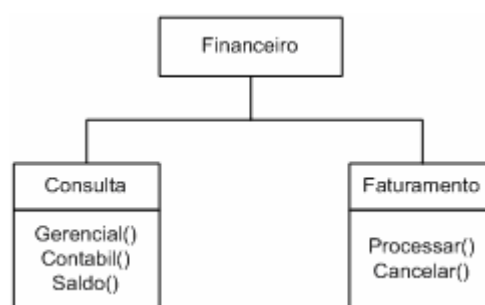 Financeiro
Consulta
Gerencial()
Contabil()
Saldo()
Faturamento
Processar()
Cancelar()